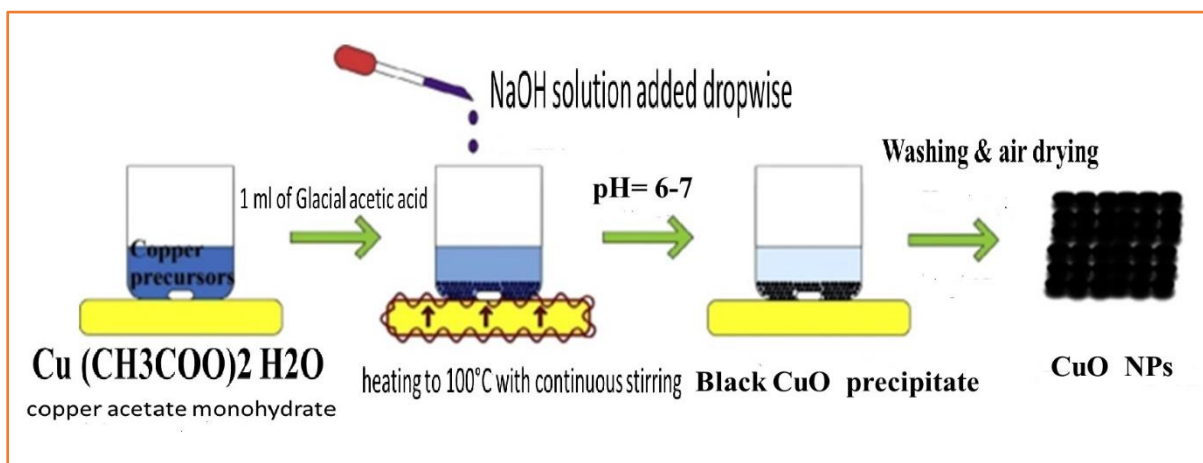 NaOH solution added dropwise
1 ml of Glacial acetic acid
pH= 6-7
Washing & air drying
Copper
precursors
Cu (CH3COO)2 H2O
copper acetate monohydrate
heating to 100°C with continuous stirring
Black CuO precipitate
CuO NPs